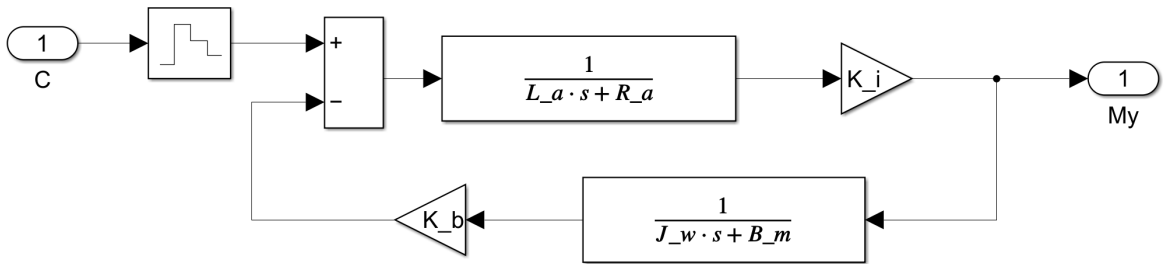 1
C
+
−
1
L_a · s + R_a
K_i
1
My
K_b
1
J_w · s + B_m